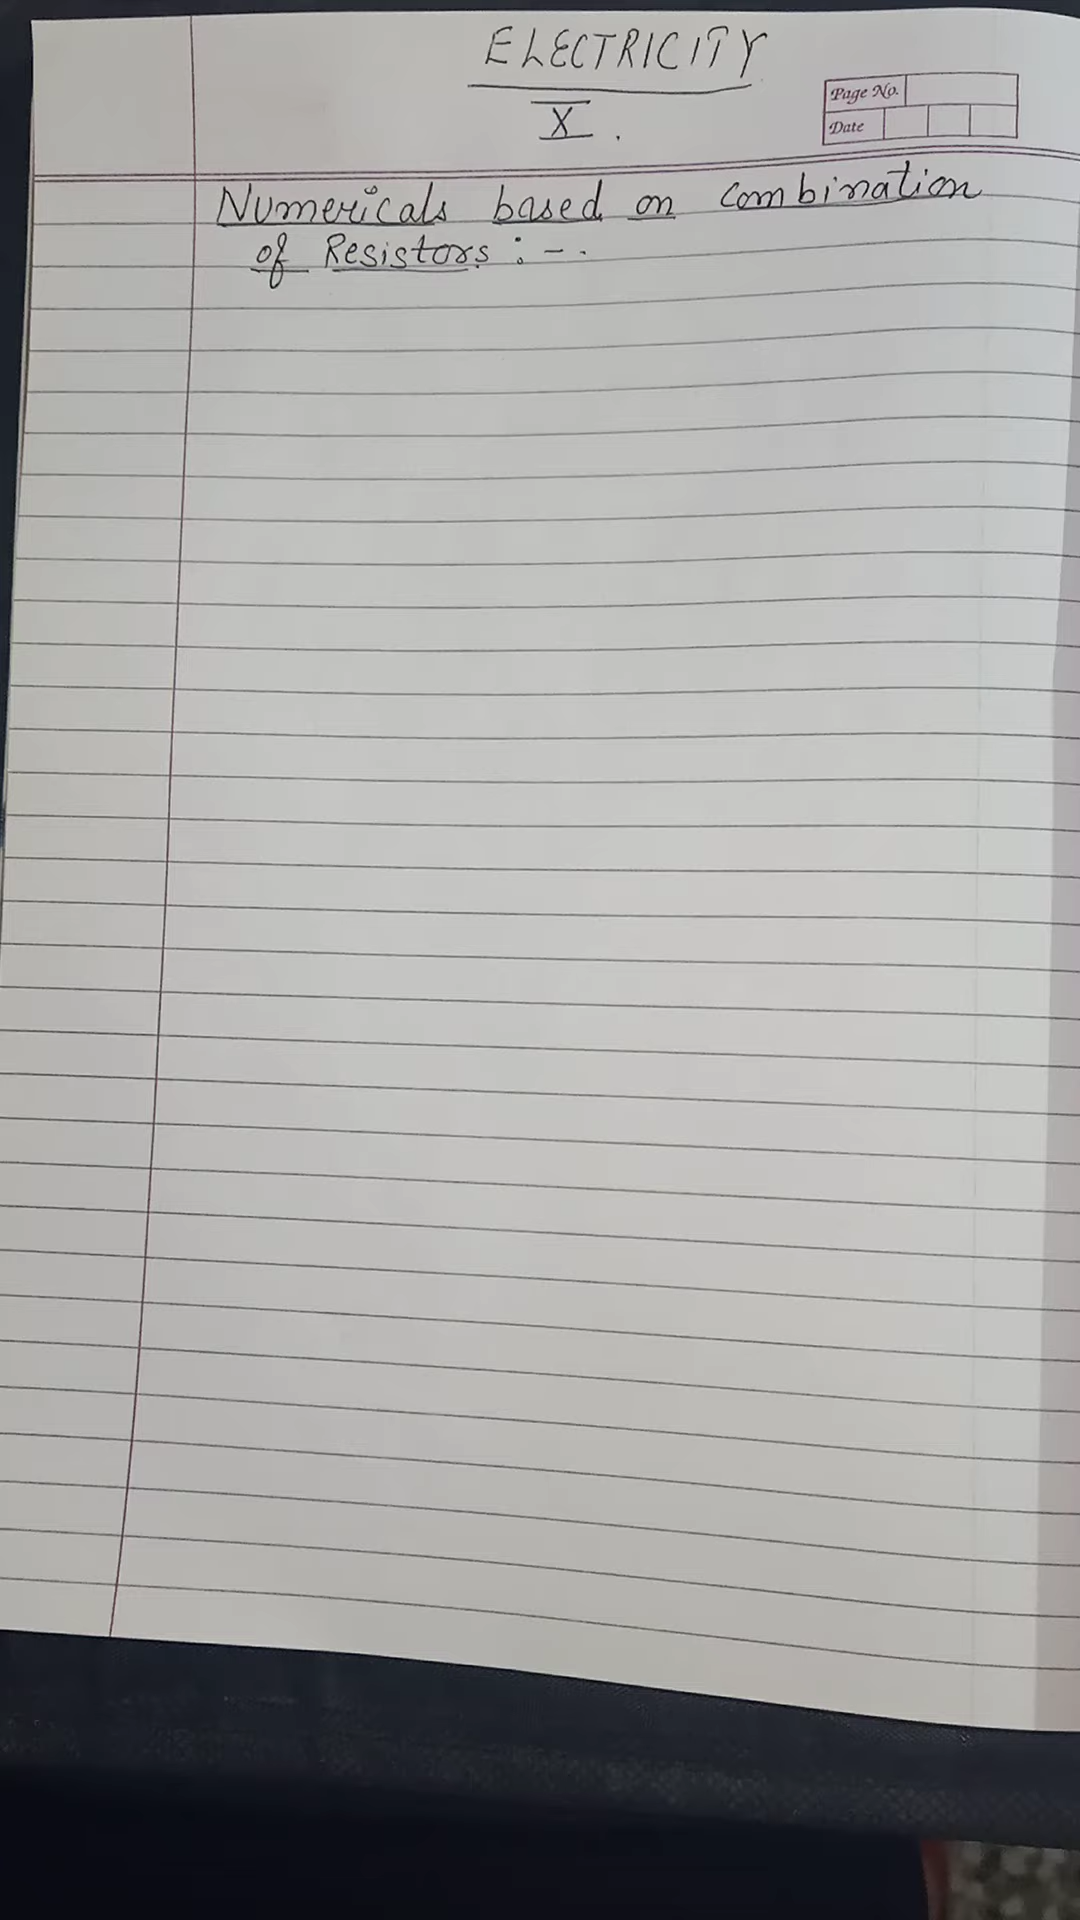 ELECTRICITY
X.
Page No.
Date
Numericals based on Combination
of Resistors :-.